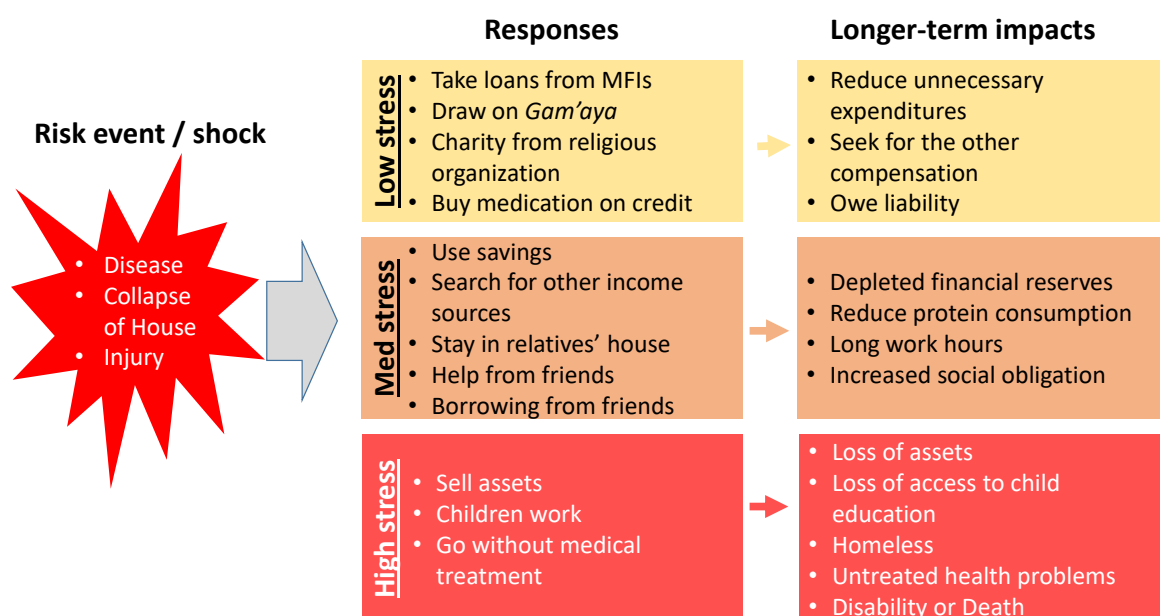 Responses
Longer-term impacts
Risk event / shock
• Disease
• Collapse
of House
• Injury
Low stress
• Take loans from MFIs
• Draw on Gam’aya
• Charity from religious
organization
• Buy medication on credit
• Reduce unnecessary
expenditures
• Seek for the other
compensation
• Owe liability
Med stress
• Use savings
• Search for other income
sources
• Stay in relatives’ house
• Help from friends
• Borrowing from friends
• Depleted financial reserves
• Reduce protein consumption
• Long work hours
• Increased social obligation
High stress
• Sell assets
• Children work
• Go without medical
treatment
• Loss of assets
• Loss of access to child
education
• Homeless
• Untreated health problems
• Disability or Death